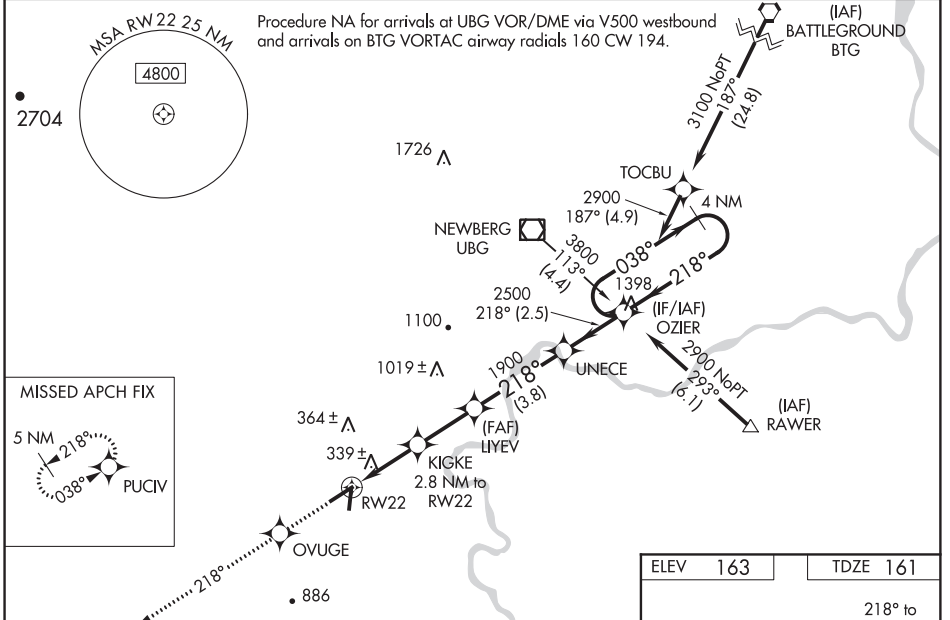 Procedure NA for arrivals at UBG VOR/DME via V500 westbound
and arrivals on BTG VORTAC airway radials 160 CW 194.
MSA RW 22 25 NM
4800
2704
(IAF)
BATTLEGROUND
BTG
3100 NoPT
187°
(24.8)
1726
TOCBU
2900
187° (4.9)
4 NM
NEWBERG
UBG
3800
113°
(4.4)
038°
218°
1398
2500
218° (2.5)
(IF/IAF)
OZIER
1100
UNECE
2900 NoPT
293°
(6.1)
(IAF)
RAWER
1019 ±
1900
218°
(3.8)
(FAF)
LIYEV
364 ±
339 ±
KIGKE
2.8 NM to
RW22
RW22
MISSED APCH FIX
5 NM
218°
038°
PUCIV
OVUGE
218°
886
ELEV 163
TDZE 161
218° to